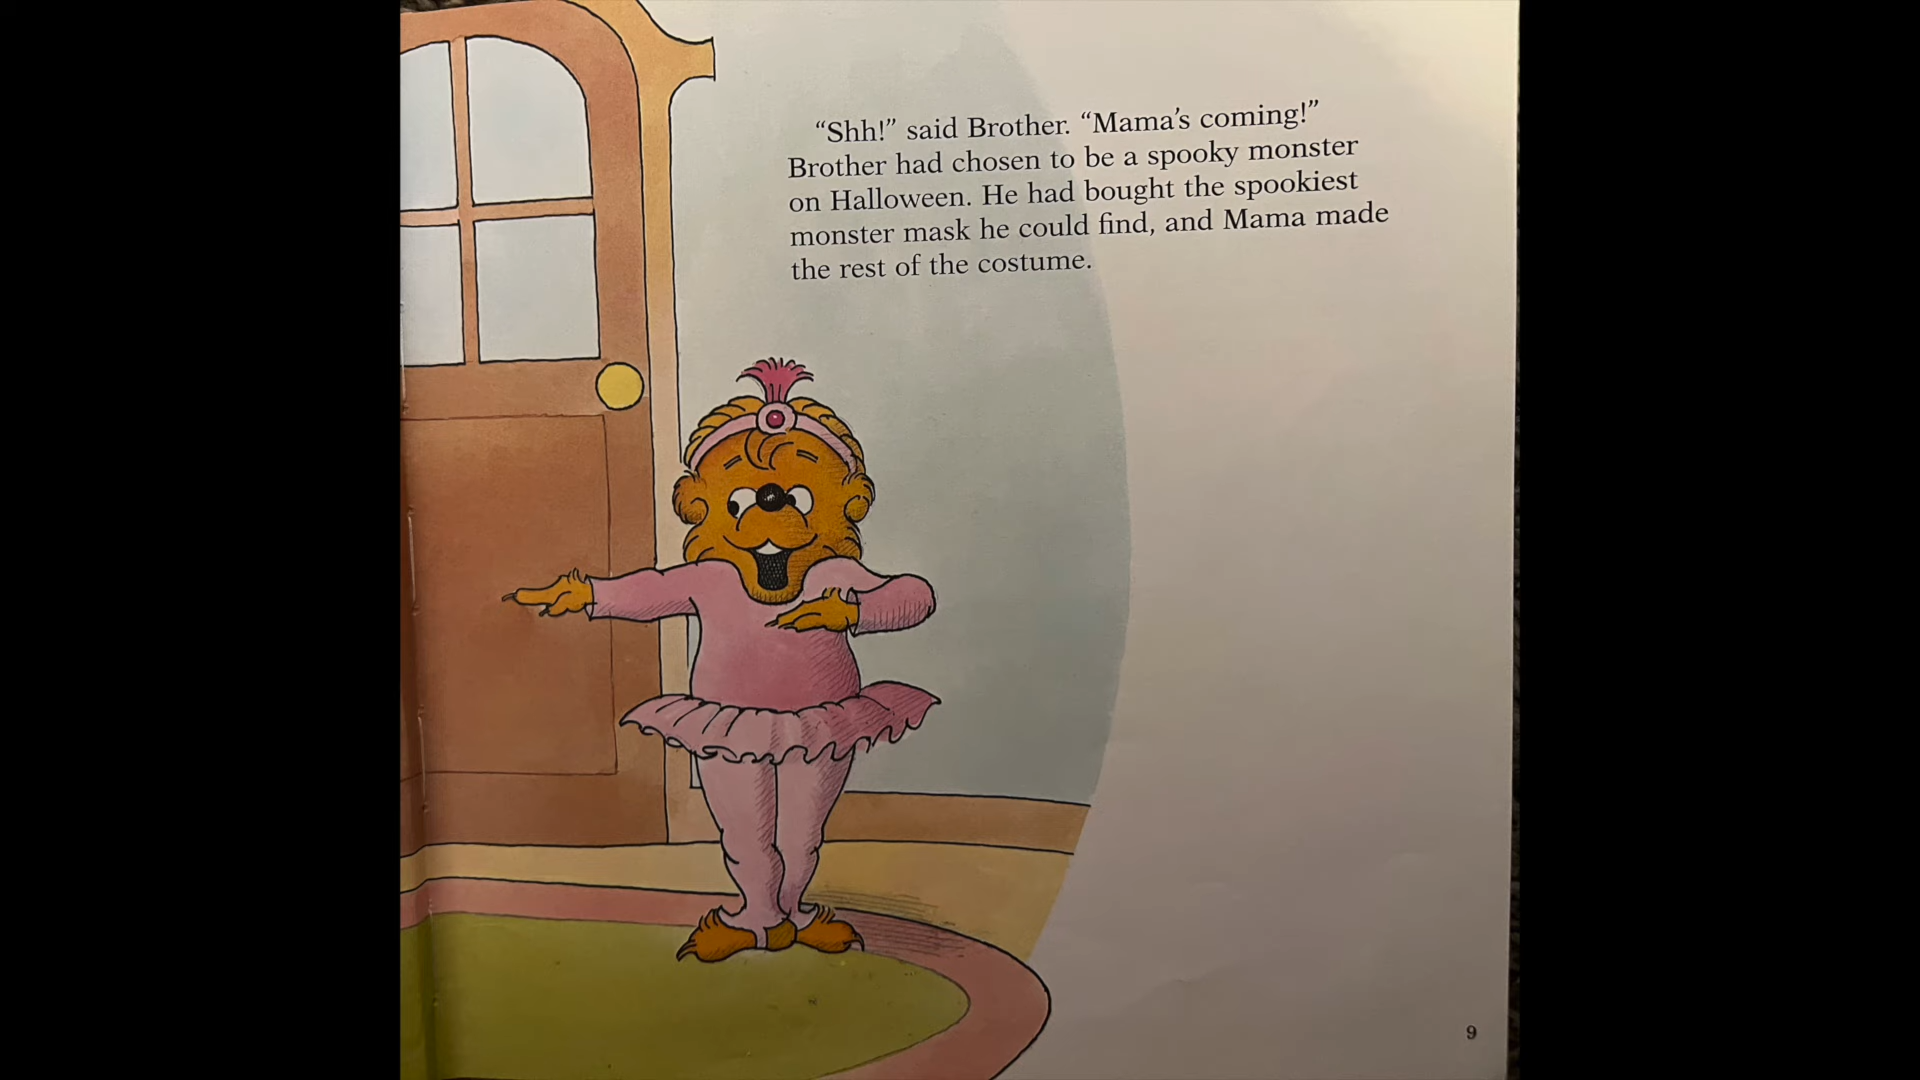 “Shh!” said Brother. “Mama’s coming!”
Brother had chosen to be a spooky monster
on Halloween. He had bought the spookiest
monster mask he could find, and Mama made
the rest of the costume.
9